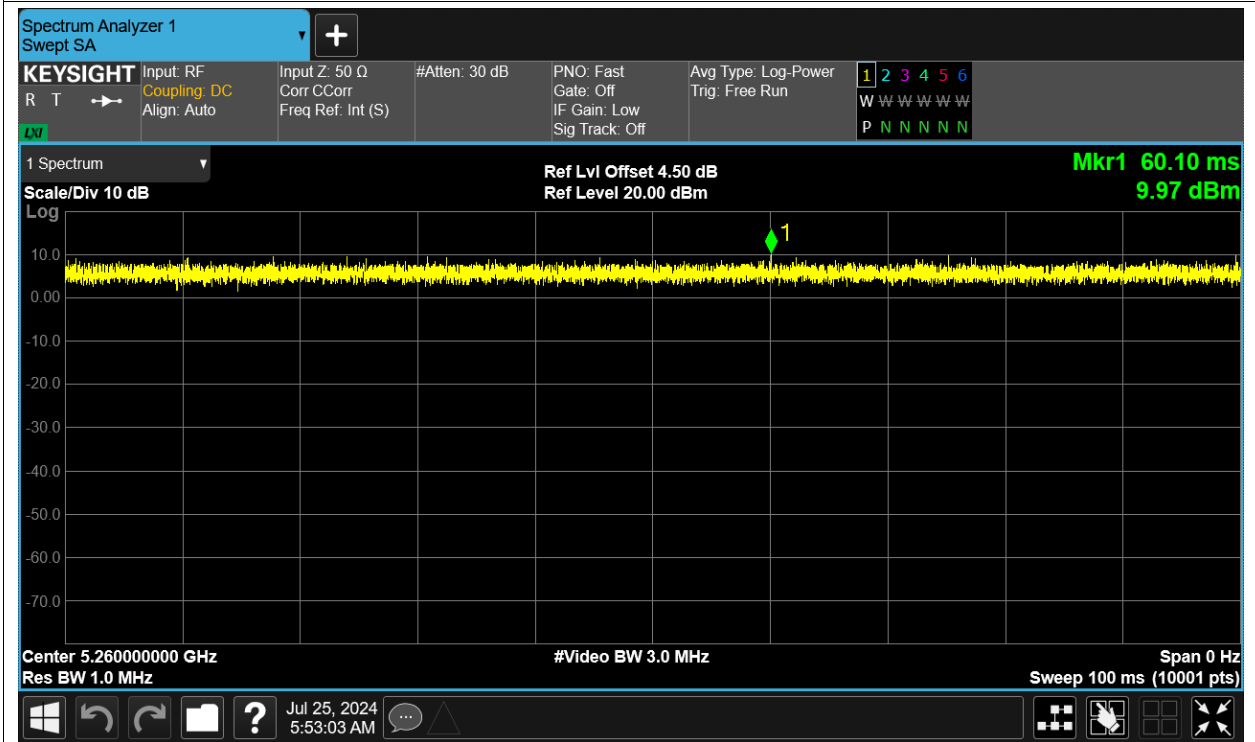 Spectrum Analyzer 1
Swept SA
+
KEYSIGHT Input: RF Input Z: 50 Ω #Atten: 30 dB PNO: Fast Avg Type: Log-Power 1 2 3 4 5 6
R T Coupling: DC Corr CCorr Gate: Off Trig: Free Run W W W W W W
Align: Auto Freq Ref: Int (S) IF Gain: Low P N N N N N
LXI Sig Track: Off
1 Spectrum Ref Lvl Offset 4.50 dB Mkr1 60.10 ms
Scale/Div 10 dB Ref Level 20.00 dBm 9.97 dBm
Log
1
10.0
0.00
-10.0
-20.0
-30.0
-40.0
-50.0
-60.0
-70.0
Center 5.260000000 GHz #Video BW 3.0 MHz Span 0 Hz
Res BW 1.0 MHz Sweep 100 ms (10001 pts)
? Jul 25, 2024
5:53:03 AM